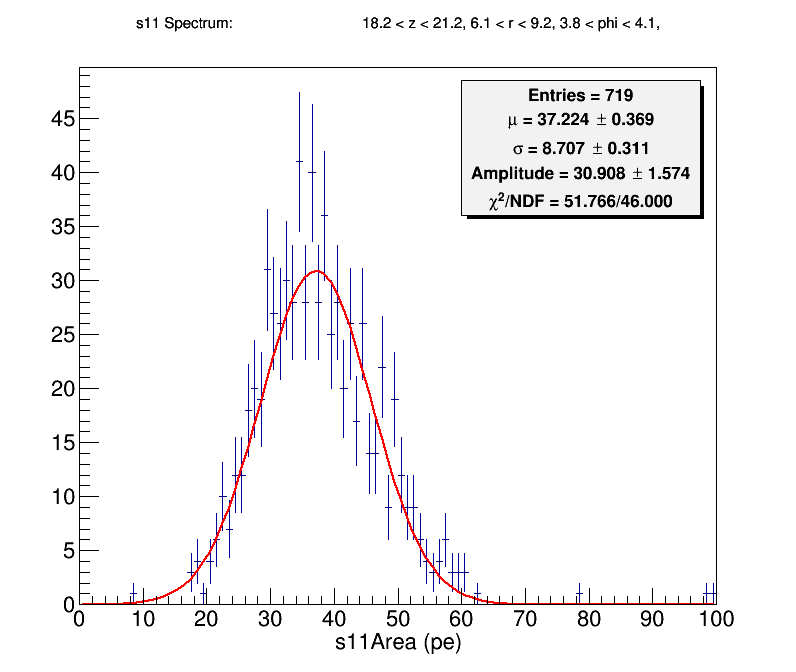 s11 Spectrum: 18.2 < z < 21.2, 6.1 < r < 9.2, 3.8 < phi < 4.1,
Entries = 719
μ = 37.224 ± 0.369
σ = 8.707 ± 0.311
Amplitude = 30.908 ± 1.574
χ²/NDF = 51.766/46.000
45
40
35
30
25
20
15
10
5
0
0 10 20 30 40 50 60 70 80 90 100
s11Area (pe)